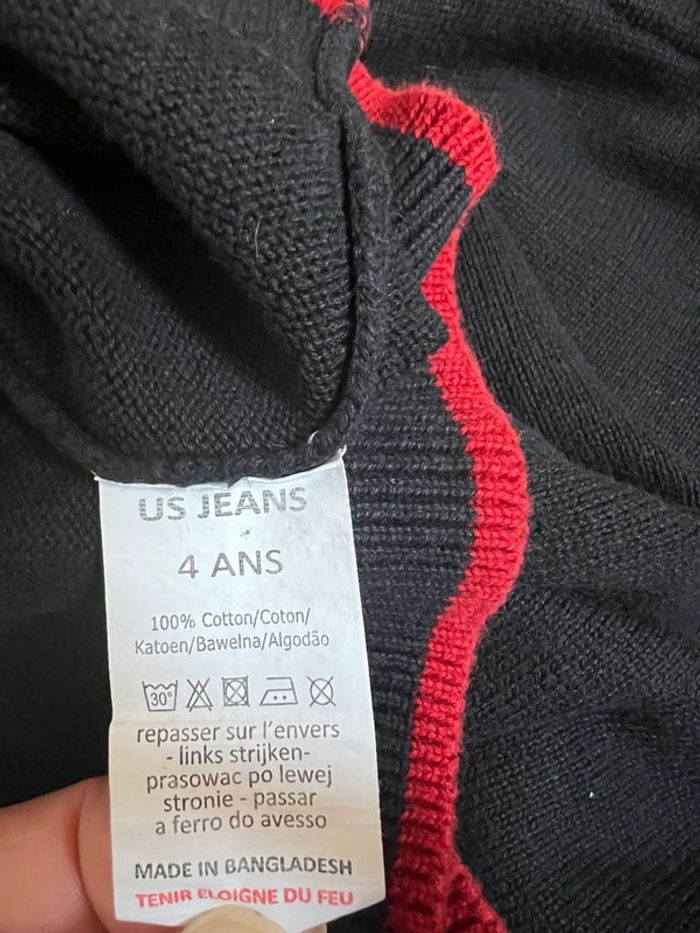 US JEANS
4 ANS
100% Cotton/Coton/
Katoen/Bawelna/Algodão
30°
repasser sur l'envers
- links strijken-
prasowac po lewej
stronie - passar
a ferro do avesso
MADE IN BANGLADESH
TENIR ELOIGNE DU FEU